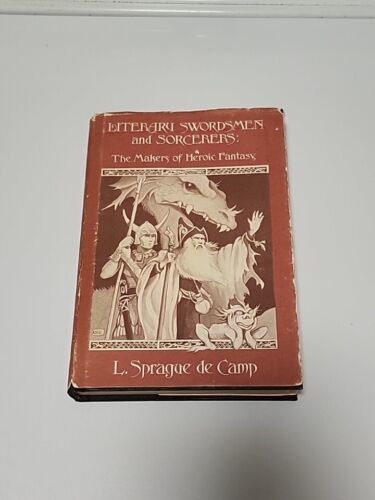 LITERARY SWORDSMEN
and SORCERERS:
The Makers of Heroic Fantasy
L. Sprague de Camp